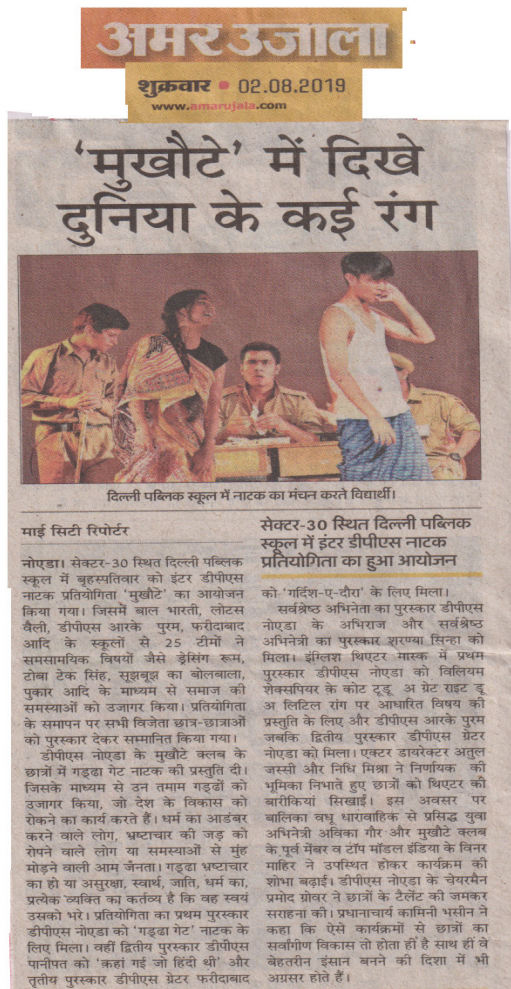 अमर उजाला
शुक्रवार • 02.08.2019
www.amarujala.com
'मुखौटे' में दिखे
दुनिया के कई रंग
दिल्ली पब्लिक स्कूल में नाटक का मंचन करते विद्यार्थी।
माई सिटी रिपोर्टर
नोएडा। सेक्टर-30 स्थित दिल्ली पब्लिक
स्कूल में बृहस्पतिवार को इंटर डीपीएस
नाटक प्रतियोगिता 'मुखौटे' का आयोजन
किया गया। जिसमें बाल भारती, लोटस
वैली, डीपीएस आरके पुरम, फरीदाबाद
आदि के स्कूलों से 25 टीमों ने
समसामयिक विषयों जैसे ड्रेसिंग रूम,
टोबा टेक सिंह, सूझबूझ का बोलबाला,
पुकार आदि के माध्यम से समाज की
समस्याओं को उजागर किया। प्रतियोगिता
के समापन पर सभी विजेता छात्र-छात्राओं
को पुरस्कार देकर सम्मानित किया गया।
डीपीएस नोएडा के मुखौटे क्लब के
छात्रों में गड्ढा गेट नाटक की प्रस्तुति दी।
जिसके माध्यम से उन तमाम गड्ढों को
उजागर किया, जो देश के विकास को
रोकने का कार्य करते हैं। धर्म का आडंबर
करने वाले लोग, भ्रष्टाचार की जड़ को
रोपने वाले लोग या समस्याओं से मुंह
मोड़ने वाली आम जनता। गड्ढा भ्रष्टाचार
का हो या असुरक्षा, स्वार्थ, जाति, धर्म का,
प्रत्येक व्यक्ति का कर्तव्य है कि वह स्वयं
उसको भरे। प्रतियोगिता का प्रथम पुरस्कार
डीपीएस नोएडा को 'गड्ढा गेट' नाटक के
लिए मिला। वहीं द्वितीय पुरस्कार डीपीएस
पानीपत को 'कहां गई जो हिंदी थी' और
तृतीय पुरस्कार डीपीएस ग्रेटर फरीदाबाद
सेक्टर-30 स्थित दिल्ली पब्लिक
स्कूल में इंटर डीपीएस नाटक
प्रतियोगिता का हुआ आयोजन
को 'गर्दिश-ए-दौरा' के लिए मिला।
सर्वश्रेष्ठ अभिनेता का पुरस्कार डीपीएस
नोएडा के अभिराज और सर्वश्रेष्ठ
अभिनेत्री का पुरस्कार शरण्या सिन्हा को
मिला। इंग्लिश थिएटर मास्क में प्रथम
पुरस्कार डीपीएस नोएडा को विलियम
शेक्सपियर के कोट टूडू अ ग्रेट राइट डू
अ लिटिल रांग पर आधारित विषय की
प्रस्तुति के लिए और डीपीएस आरके पुरम
जबकि द्वितीय पुरस्कार डीपीएस ग्रेटर
नोएडा को मिला। एक्टर डायरेक्टर अतुल
जस्सी और निधि मिश्रा ने निर्णायक की
भूमिका निभाते हुए छात्रों को थिएटर की
बारीकियां सिखाईं। इस अवसर पर
बालिका वधू धारावाहिक से प्रसिद्ध युवा
अभिनेत्री अविका गौर और मुखौटे क्लब
के पूर्व मेंबर व टॉप मॉडल इंडिया के विनर
माहिर ने उपस्थित होकर कार्यक्रम की
शोभा बढ़ाई। डीपीएस नोएडा के चेयरमैन
प्रमोद ग्रोवर ने छात्रों के टैलेंट की जमकर
सराहना की। प्रधानाचार्य कामिनी भसीन ने
कहा कि ऐसे कार्यक्रमों से छात्रों का
सर्वांगीण विकास तो होता ही है साथ हीं वे
बेहतरीन इंसान बनने की दिशा में भी
अग्रसर होते हैं।